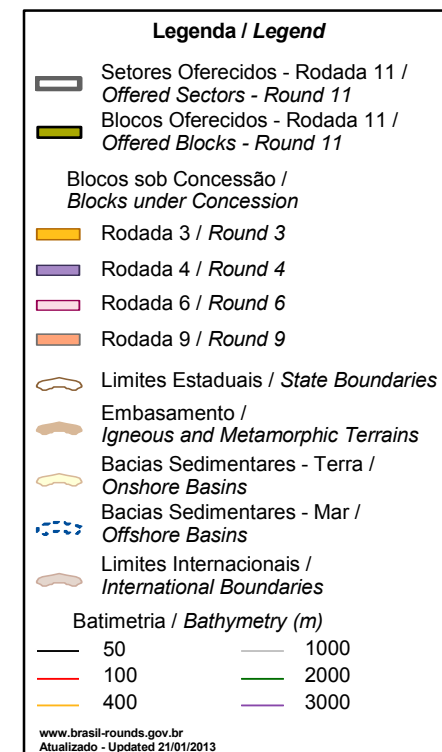 Legenda / Legend
Setores Oferecidos - Rodada 11 /
Offered Sectors - Round 11
Blocos Oferecidos - Rodada 11 /
Offered Blocks - Round 11
Blocos sob Concessão /
Blocks under Concession
Rodada 3 / Round 3
Rodada 4 / Round 4
Rodada 6 / Round 6
Rodada 9 / Round 9
Limites Estaduais / State Boundaries
Embasamento /
Igneous and Metamorphic Terrains
Bacias Sedimentares - Terra /
Onshore Basins
Bacias Sedimentares - Mar /
Offshore Basins
Limites Internacionais /
International Boundaries
Batimetria / Bathymetry (m)
50 1000
100 2000
400 3000
www.brasil-rounds.gov.br
Atualizado - Updated 21/01/2013